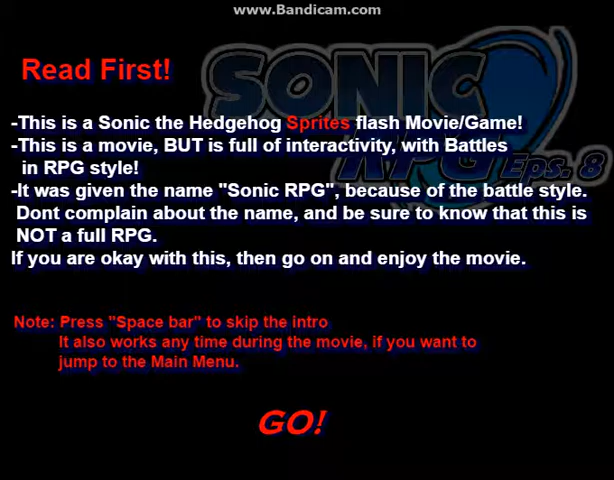 www.Bandicam.com
Read First!
SONIC
RPG Eps. 8
-This is a Sonic the Hedgehog Sprites flash Movie/Game!
-This is a movie, BUT is full of interactivity, with Battles
in RPG style!
-It was given the name "Sonic RPG", because of the battle style.
Dont complain about the name, and be sure to know that this is
NOT a full RPG.
If you are okay with this, then go on and enjoy the movie.
Note: Press "Space bar" to skip the intro
It also works any time during the movie, if you want to
jump to the Main Menu.
GO!